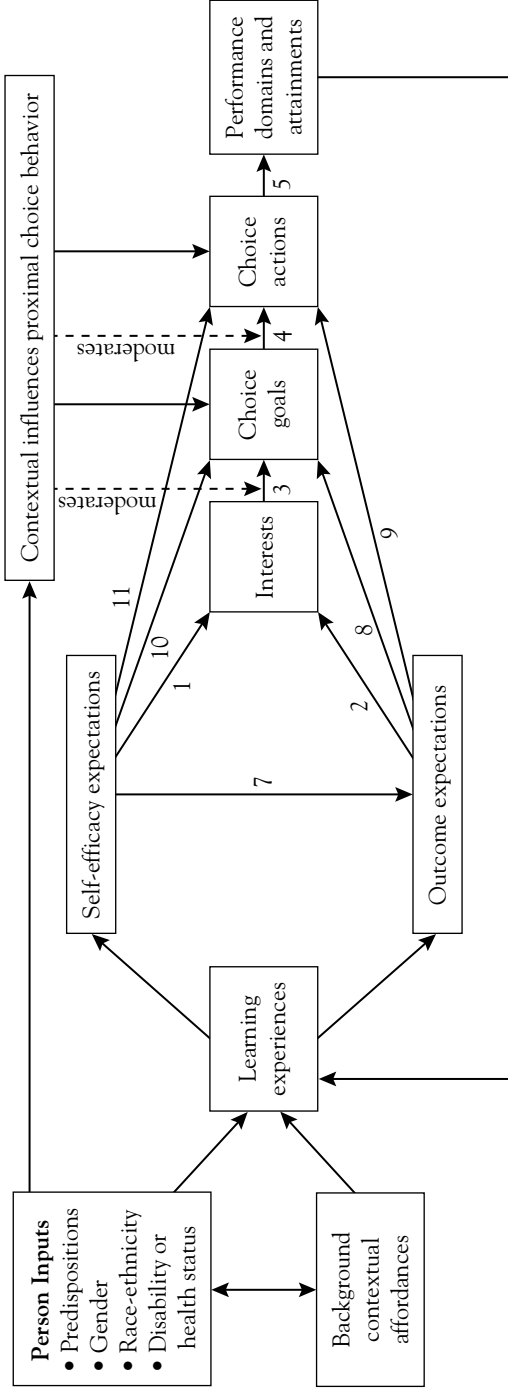 Person Inputs
● Predispositions
● Gender
● Race-ethnicity
● Disability or
health status
Background
contextual
affordances
Learning
experiences
Self-efficacy expectations
Outcome expectations
7
1
2
10
11
8
9
Interests
3
moderates
Choice
goals
4
moderates
Choice
actions
5
Contextual influences proximal choice behavior
Performance
domains and
attainments